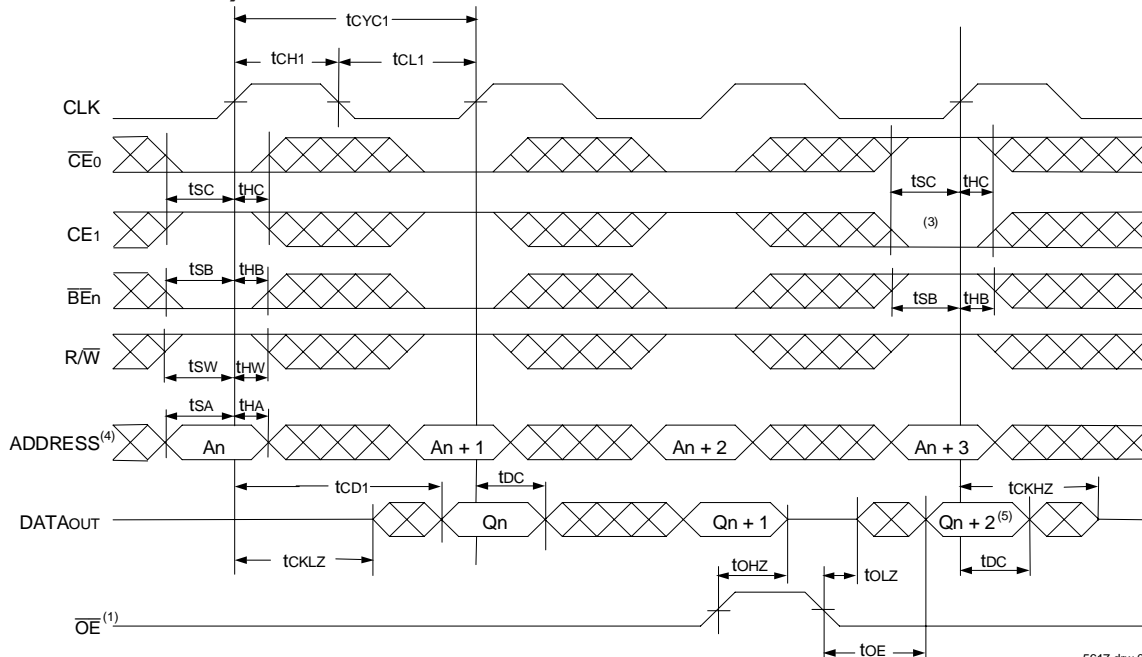 tCYC1
tCH1 tCL1
CLK
CE0
tSC tHC tSC tHC
CE1 (3)
tSB tHB
BEn
tSB tHB
R/W
tSW tHW
tSA tHA
ADDRESS(4) An An + 1 An + 2 An + 3
tCD1 tDC tCKHZ
DATAOUT Qn Qn + 1 Qn + 2(5)
tCKLZ tOHZ tOLZ tDC
OE(1)
tOE